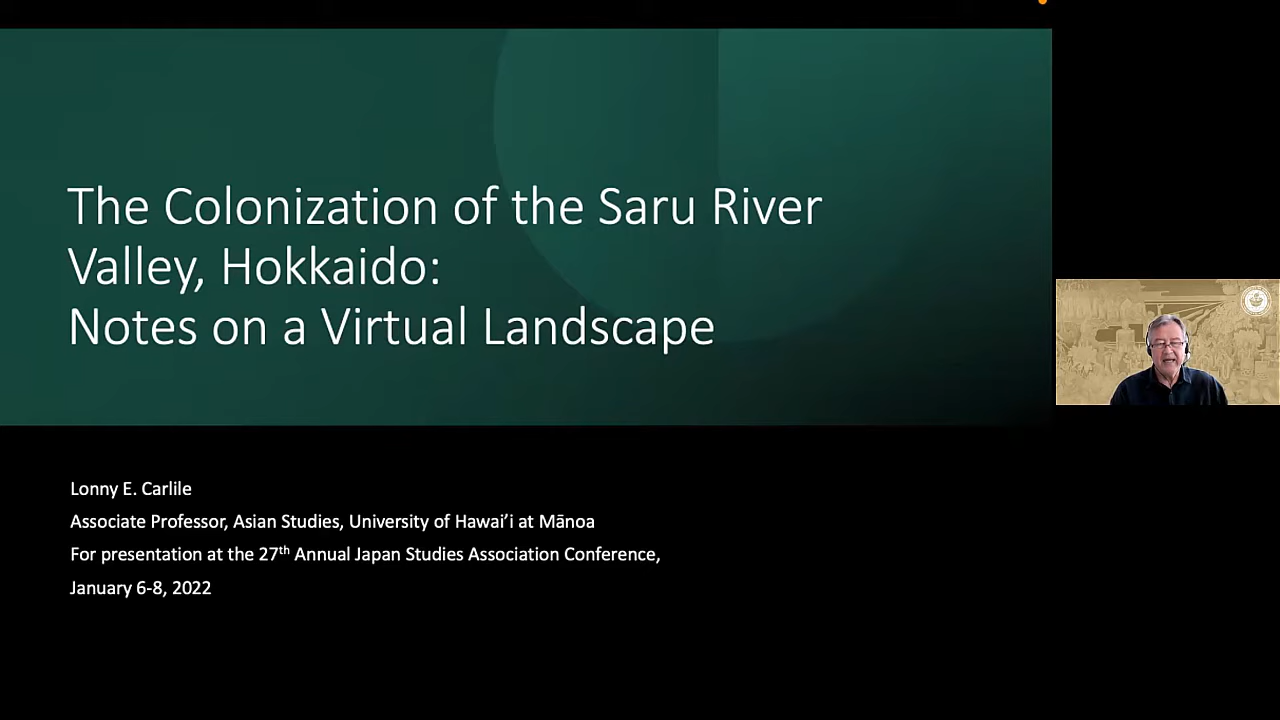 The Colonization of the Saru River
Valley, Hokkaido:
Notes on a Virtual Landscape
Lonny E. Carlile
Associate Professor, Asian Studies, University of Hawai’i at Mānoa
For presentation at the 27th Annual Japan Studies Association Conference,
January 6-8, 2022